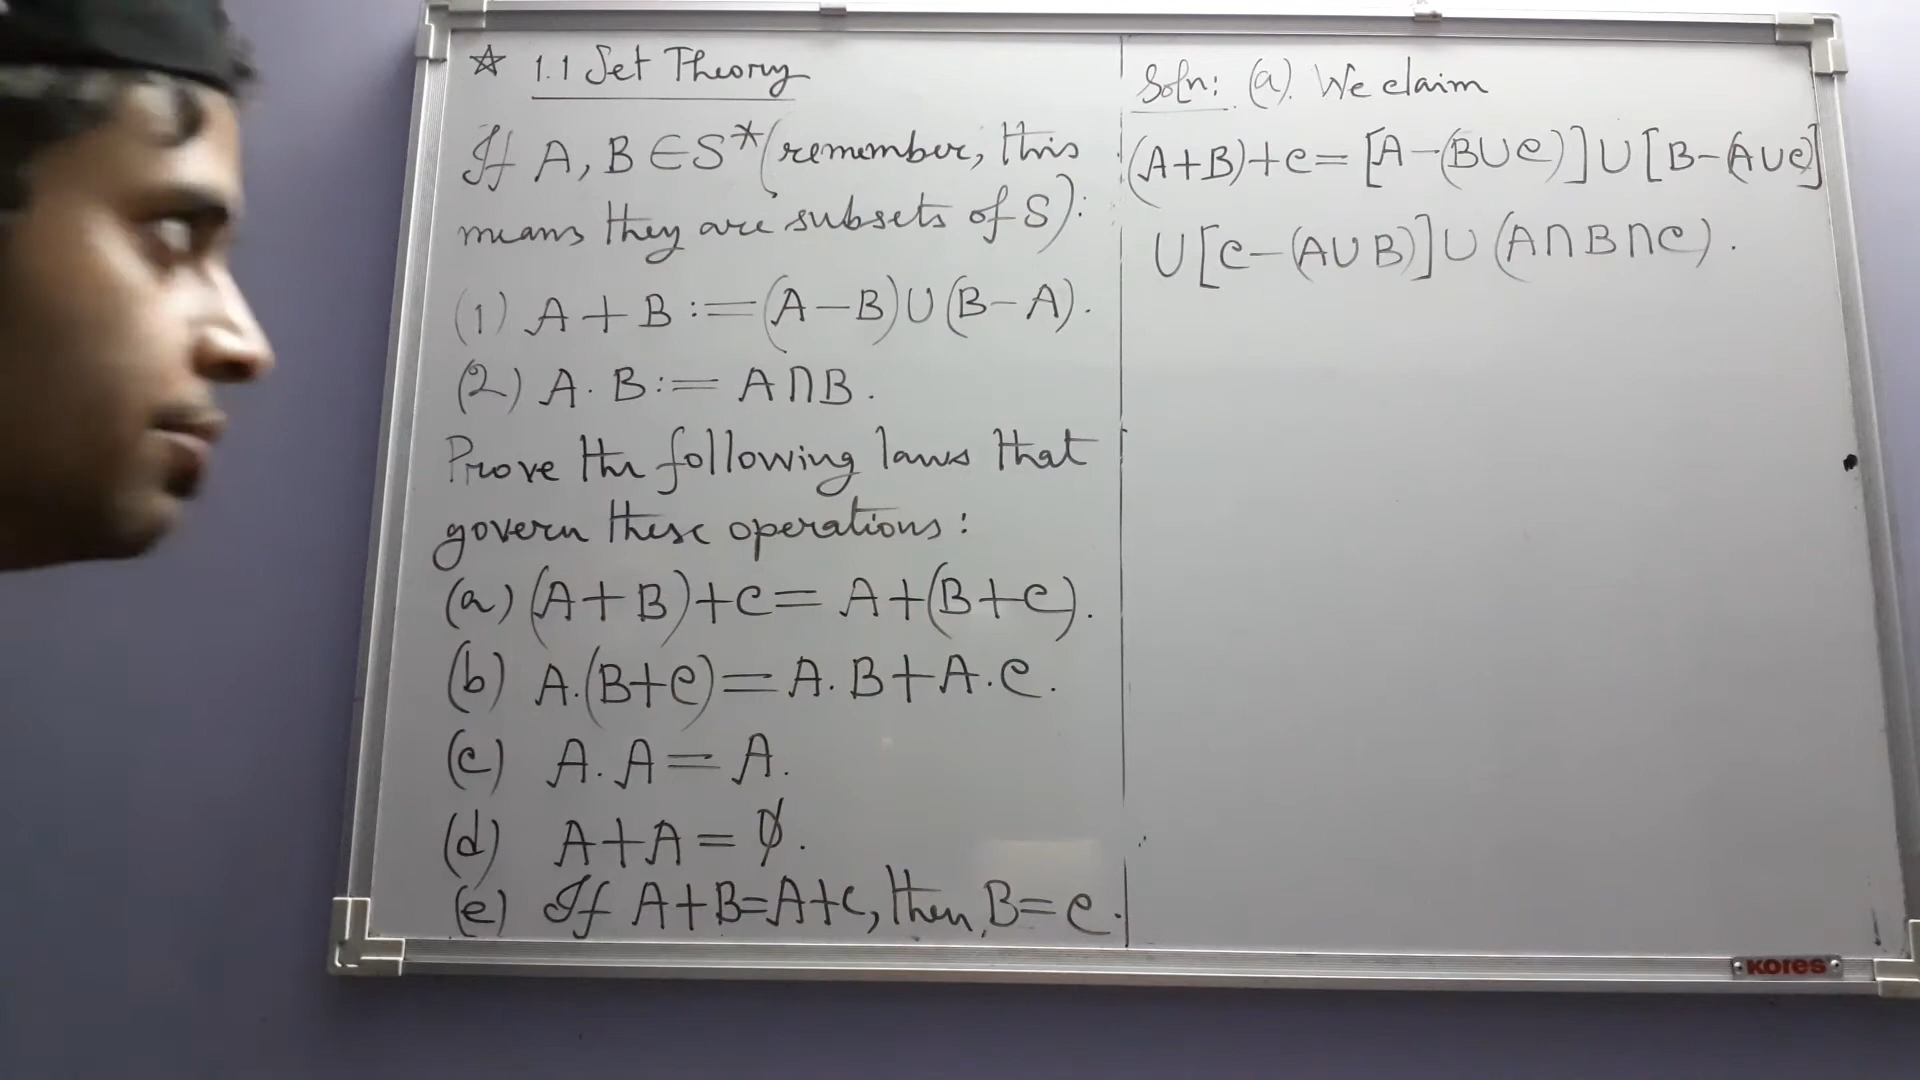 ☆ 1.1 Set Theory
If A, B ∈ S* (remember, this
means they are subsets of S):
(1) A + B := (A − B) ∪ (B − A).
(2) A · B := A ∩ B.
Prove the following laws that
govern these operations:
(a) (A + B) + C = A + (B + C).
(b) A.(B + C) = A. B + A. C.
(c) A. A = A.
(d) A + A = ∅.
(e) If A + B = A + C, then, B = C.
Soln: (a). We claim
(A + B) + C = [A − (B ∪ C)] ∪ [B − (A ∪ C)]
∪ [C − (A ∪ B)] ∪ (A ∩ B ∩ C).
kores